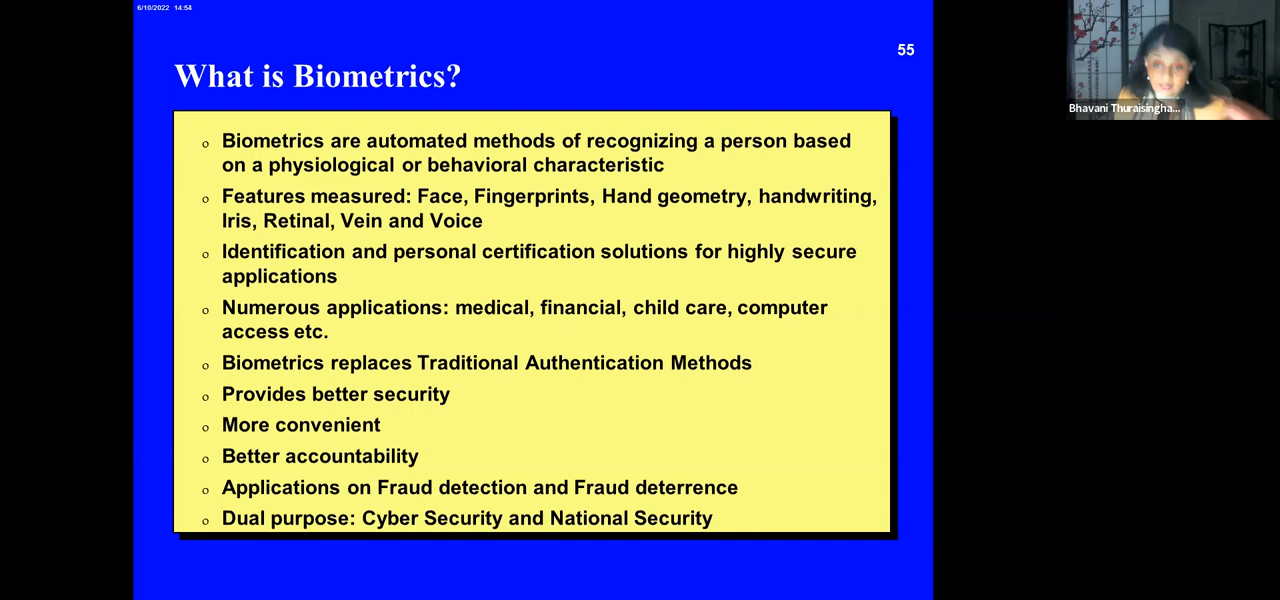 6/10/2022 14:54
55
What is Biometrics?
o Biometrics are automated methods of recognizing a person based
on a physiological or behavioral characteristic
o Features measured: Face, Fingerprints, Hand geometry, handwriting,
Iris, Retinal, Vein and Voice
o Identification and personal certification solutions for highly secure
applications
o Numerous applications: medical, financial, child care, computer
access etc.
o Biometrics replaces Traditional Authentication Methods
o Provides better security
o More convenient
o Better accountability
o Applications on Fraud detection and Fraud deterrence
o Dual purpose: Cyber Security and National Security
Bhavani Thuraisingha...